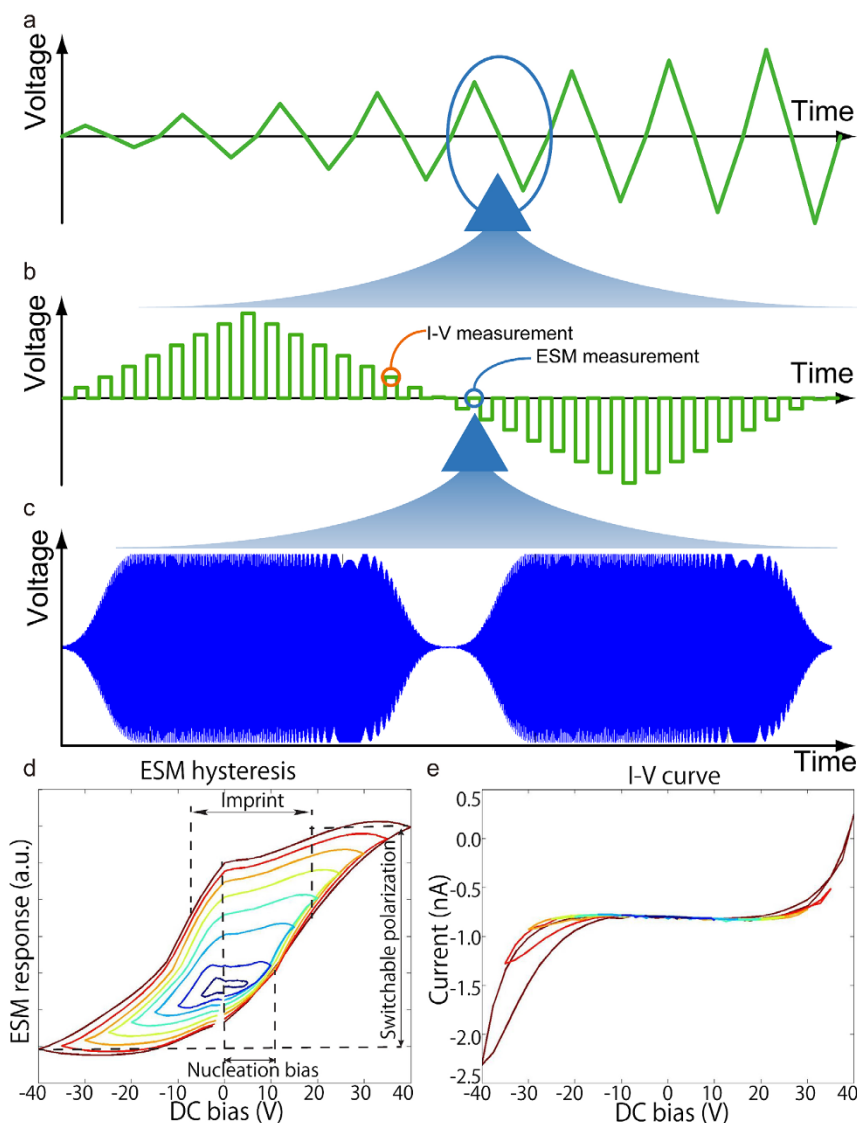 a
Voltage
Time
b
Voltage
I-V measurement
ESM measurement
Time
c
Voltage
Time
d
ESM hysteresis
Imprint
Switchable polarization
Nucleation bias
ESM response (a.u.)
-40 -30 -20 -10 0 10 20 30 40
DC bias (V)
e
I-V curve
0.5
0.0
-0.5
-1.0
-1.5
-2.0
-2.5
Current (nA)
-40 -30 -20 -10 0 10 20 30 40
DC bias (V)